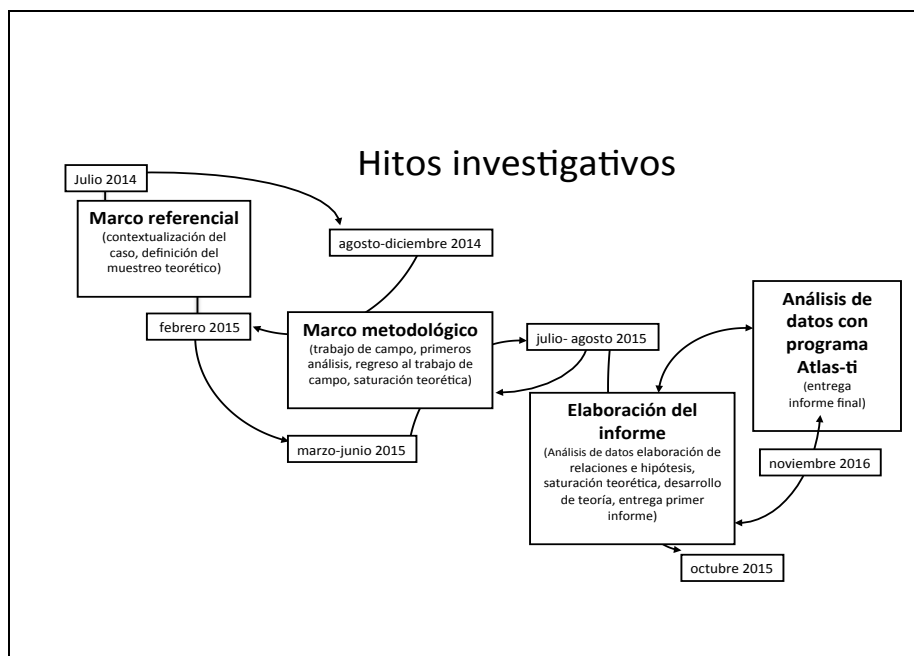 Hitos investigativos
Julio 2014
Marco referencial
(contextualización del
caso, definición del
muestreo teorético)
agosto-diciembre 2014
febrero 2015
Marco metodológico
(trabajo de campo, primeros
análisis, regreso al trabajo de
campo, saturación teorética)
marzo-junio 2015
julio- agosto 2015
Elaboración del
informe
(Análisis de datos elaboración de
relaciones e hipótesis,
saturación teorética, desarrollo
de teoría, entrega primer
informe)
octubre 2015
Análisis de
datos con
programa
Atlas-ti
(entrega
informe final)
noviembre 2016